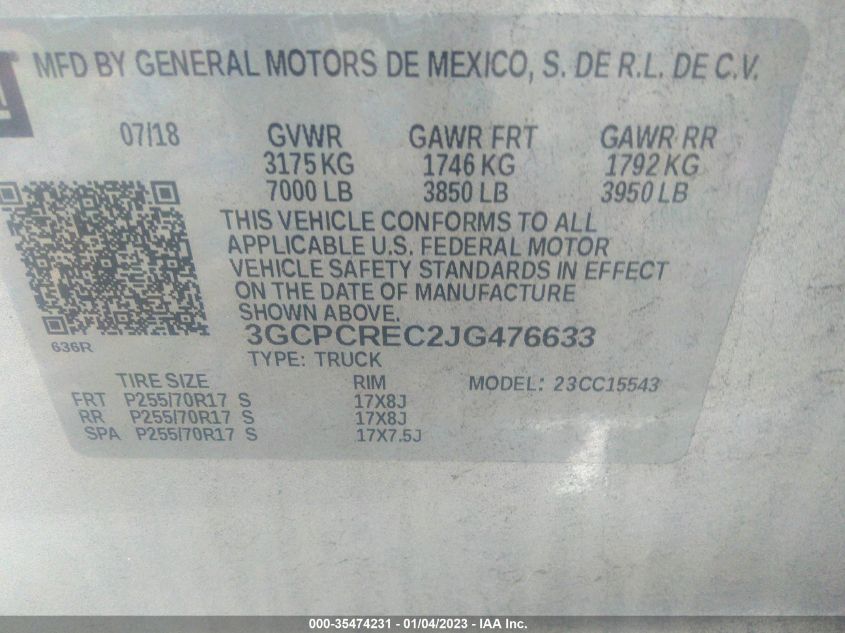 MFD BY GENERAL MOTORS DE MEXICO, S. DE R.L. DE C.V.
07/18 GVWR GAWR FRT GAWR RR
3175 KG 1746 KG 1792 KG
7000 LB 3850 LB 3950 LB
THIS VEHICLE CONFORMS TO ALL
APPLICABLE U.S. FEDERAL MOTOR
VEHICLE SAFETY STANDARDS IN EFFECT
ON THE DATE OF MANUFACTURE
SHOWN ABOVE.
636R
3GCPCREC2JG476633
TYPE: TRUCK
TIRE SIZE RIM MODEL: 23CC15543
FRT P255/70R17 S 17X8J
RR P255/70R17 S 17X8J
SPA P255/70R17 S 17X7.5J
000-35474231 - 01/04/2023 - IAA Inc.